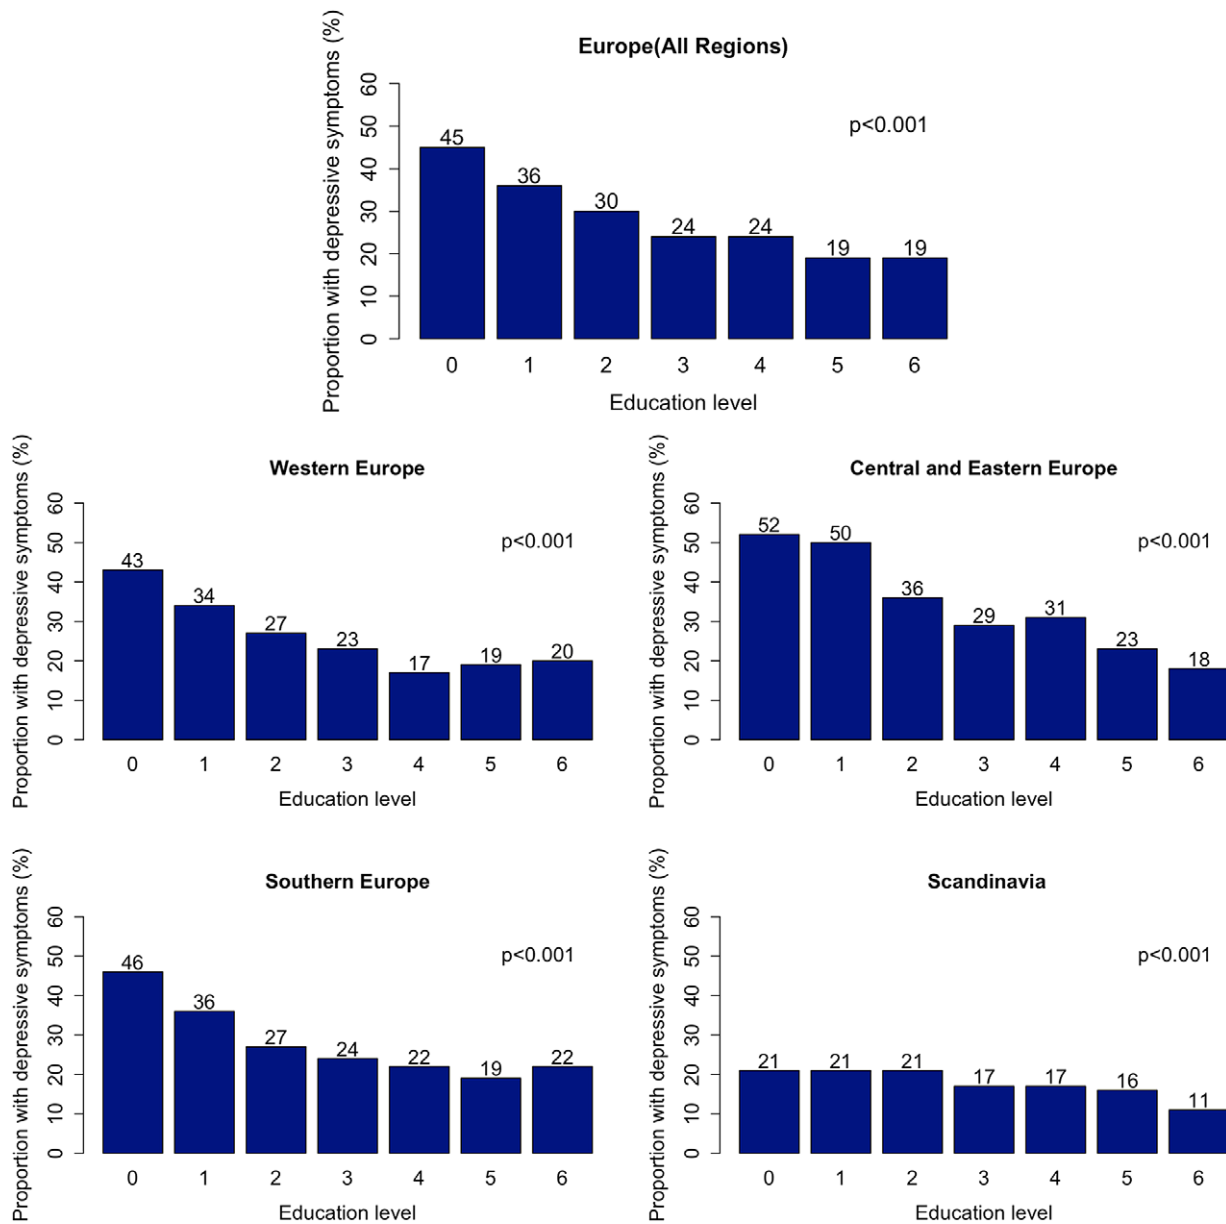 Europe(All Regions)
Proportion with depressive symptoms (%)
60
50
40
30
20
10
0
p<0.001
45
36
30
24
24
19
19
0 1 2 3 4 5 6
Education level
Western Europe
Proportion with depressive symptoms (%)
60
50
40
30
20
10
0
p<0.001
43
34
27
23
17
19
20
0 1 2 3 4 5 6
Education level
Central and Eastern Europe
Proportion with depressive symptoms (%)
60
50
40
30
20
10
0
p<0.001
52
50
36
29
31
23
18
0 1 2 3 4 5 6
Education level
Southern Europe
Proportion with depressive symptoms (%)
60
50
40
30
20
10
0
p<0.001
46
36
27
24
22
19
22
0 1 2 3 4 5 6
Education level
Scandinavia
Proportion with depressive symptoms (%)
60
50
40
30
20
10
0
p<0.001
21
21
21
17
17
16
11
0 1 2 3 4 5 6
Education level